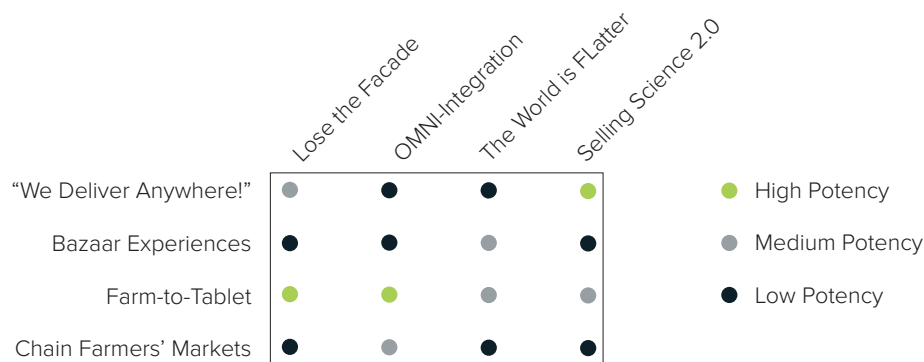 Lose the Facade
OMNI-Integration
The World is FLatter
Selling Science 2.0
“We Deliver Anywhere!”
High Potency
Bazaar Experiences
Medium Potency
Farm-to-Tablet
Low Potency
Chain Farmers’ Markets